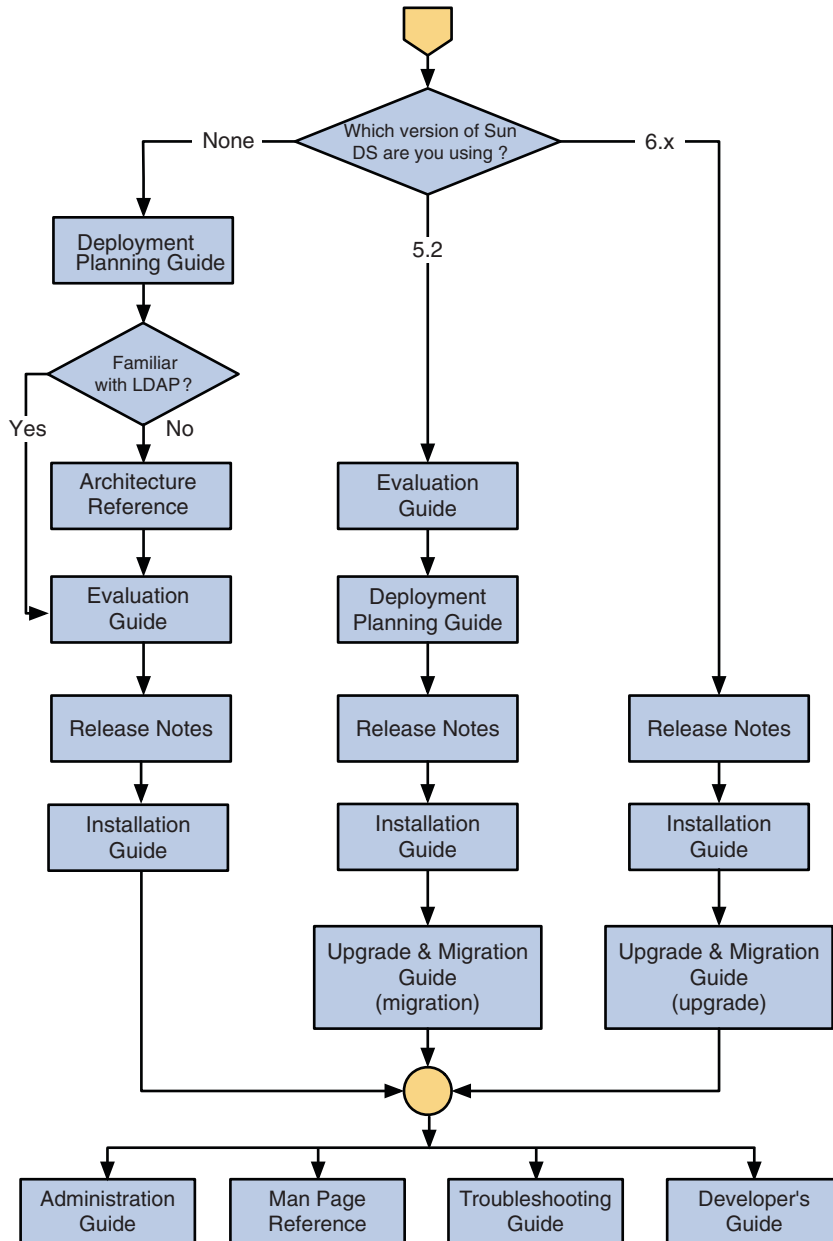 Which version of Sun
DS are you using ?
None
6.x
5.2
Deployment
Planning Guide
Familiar
with LDAP ?
Yes
No
Architecture
Reference
Evaluation
Guide
Release Notes
Installation
Guide
Evaluation
Guide
Deployment
Planning Guide
Release Notes
Installation
Guide
Upgrade & Migration
Guide
(migration)
Release Notes
Installation
Guide
Upgrade & Migration
Guide
(upgrade)
Administration
Guide
Man Page
Reference
Troubleshooting
Guide
Developer's
Guide